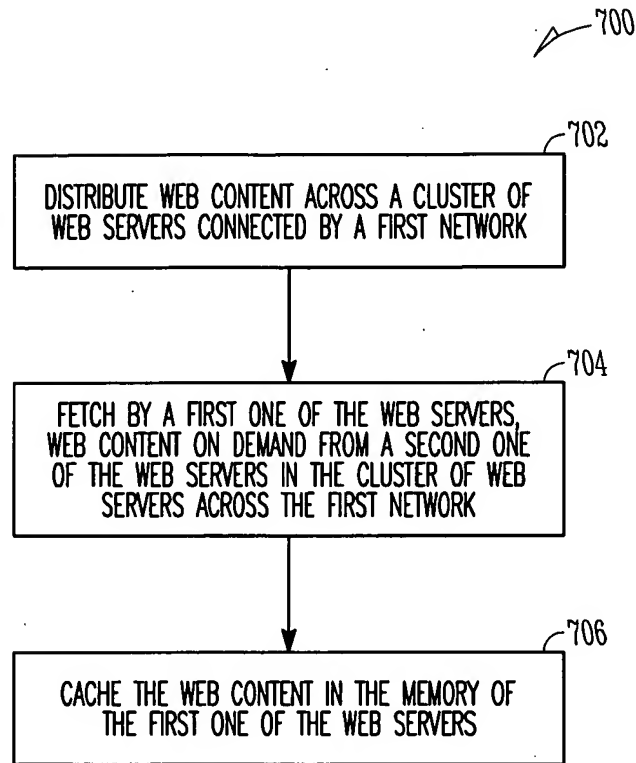 700
702
DISTRIBUTE WEB CONTENT ACROSS A CLUSTER OF
WEB SERVERS CONNECTED BY A FIRST NETWORK
704
FETCH BY A FIRST ONE OF THE WEB SERVERS,
WEB CONTENT ON DEMAND FROM A SECOND ONE
OF THE WEB SERVERS IN THE CLUSTER OF WEB
SERVERS ACROSS THE FIRST NETWORK
706
CACHE THE WEB CONTENT IN THE MEMORY OF
THE FIRST ONE OF THE WEB SERVERS